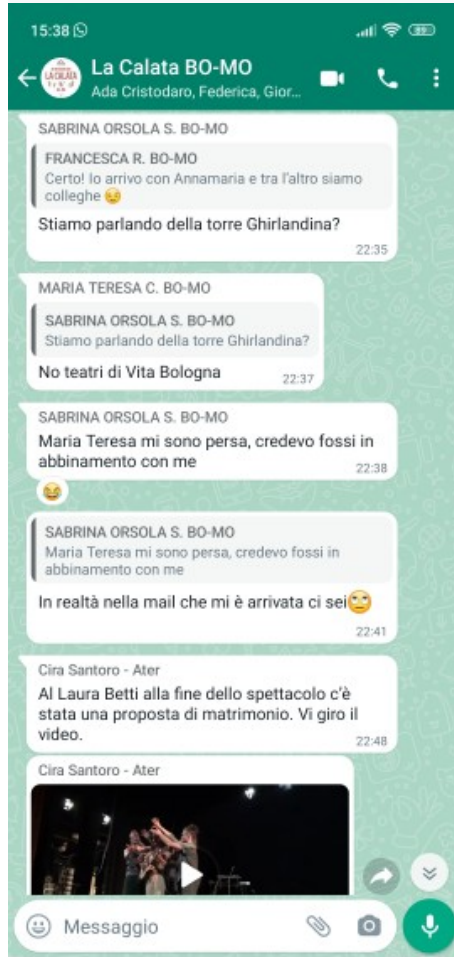 15:38
89
La Calata BO-MO
Ada Cristodaro, Federica, Gior...
SABRINA ORSOLA S. BO-MO
FRANCESCA R. BO-MO
Certo! Io arrivo con Annamaria e tra l'altro siamo
colleghe
Stiamo parlando della torre Ghirlandina?
22:35
MARIA TERESA C. BO-MO
SABRINA ORSOLA S. BO-MO
Stiamo parlando della torre Ghirlandina?
No teatri di Vita Bologna
22:37
SABRINA ORSOLA S. BO-MO
Maria Teresa mi sono persa, credevo fossi in
abbinamento con me
22:38
SABRINA ORSOLA S. BO-MO
Maria Teresa mi sono persa, credevo fossi in
abbinamento con me
In realtà nella mail che mi è arrivata ci sei
22:41
Cira Santoro - Ater
Al Laura Betti alla fine dello spettacolo c'è
stata una proposta di matrimonio. Vi giro il
video.
22:48
Cira Santoro - Ater
Messaggio